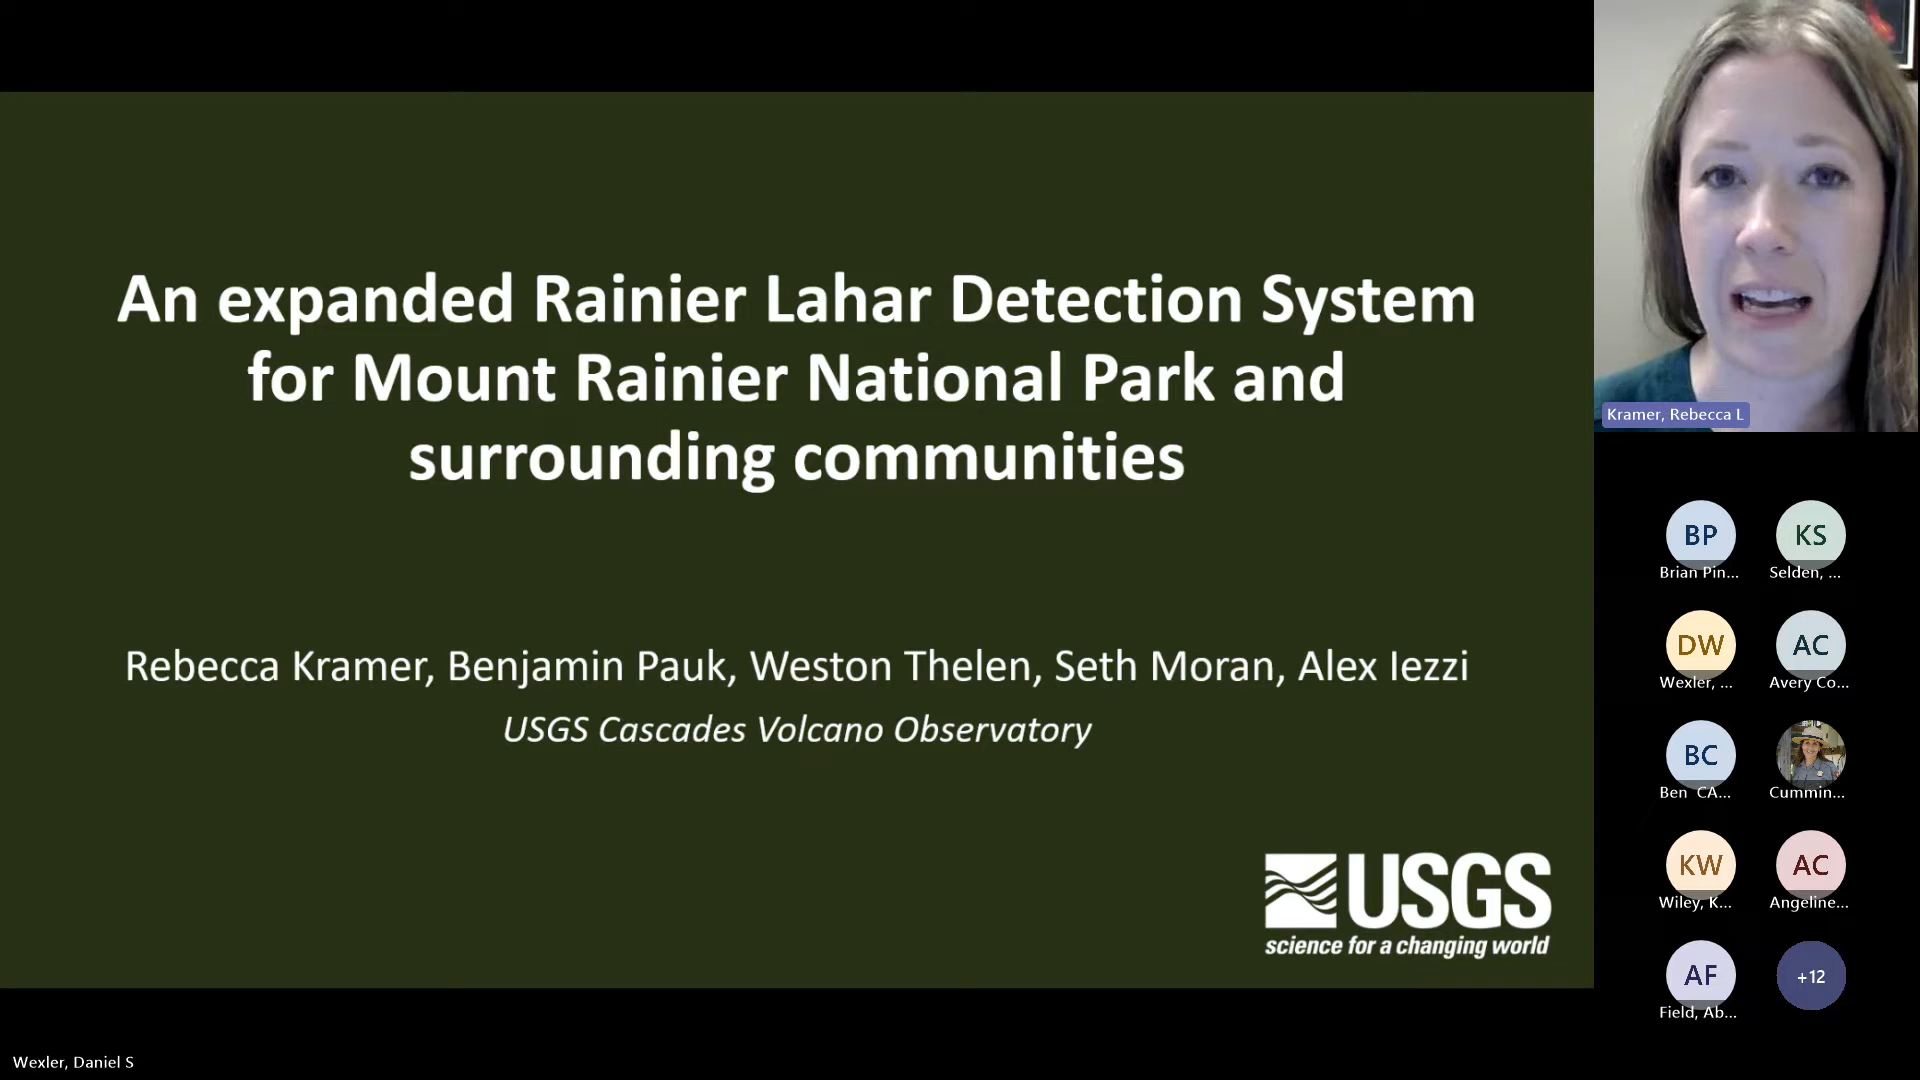 An expanded Rainier Lahar Detection System
for Mount Rainier National Park and
surrounding communities
Rebecca Kramer, Benjamin Pauk, Weston Thelen, Seth Moran, Alex Iezzi
USGS Cascades Volcano Observatory
USGS
science for a changing world
Kramer, Rebecca L
BP
Brian Pin...
KS
Selden, ...
DW
Wexler, ...
AC
Avery Co...
BC
Ben CA...
Cummin...
KW
Wiley, K...
AC
Angeline...
AF
Field, Ab...
+12
Wexler, Daniel S